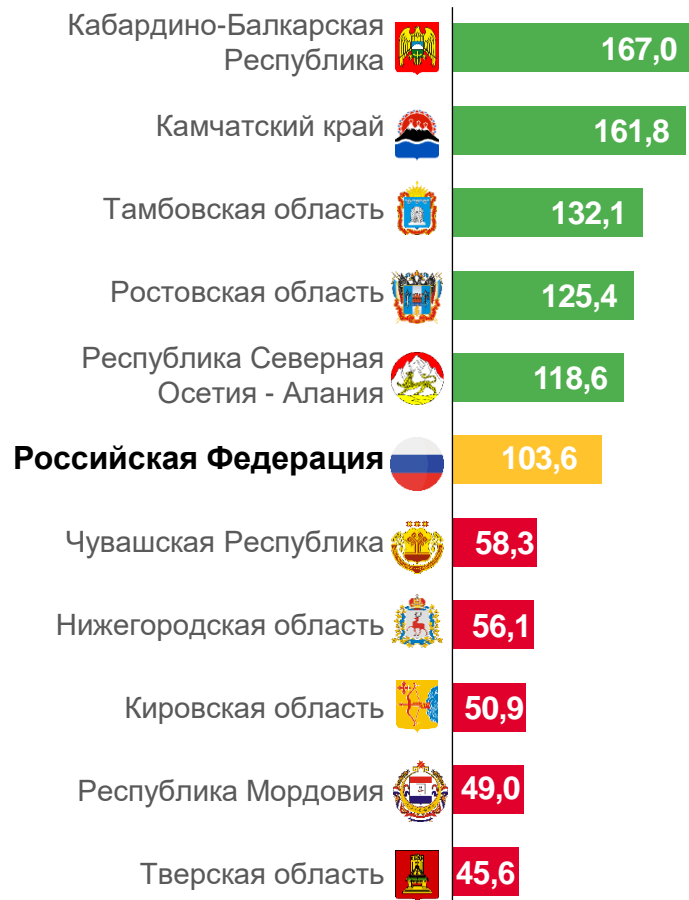 Кабардино-Балкарская
Республика
167,0
Камчатский край
161,8
Тамбовская область
132,1
Ростовская область
125,4
Республика Северная
Осетия - Алания
118,6
Российская Федерация
103,6
Чувашская Республика
58,3
Нижегородская область
56,1
Кировская область
50,9
Республика Мордовия
49,0
Тверская область
45,6